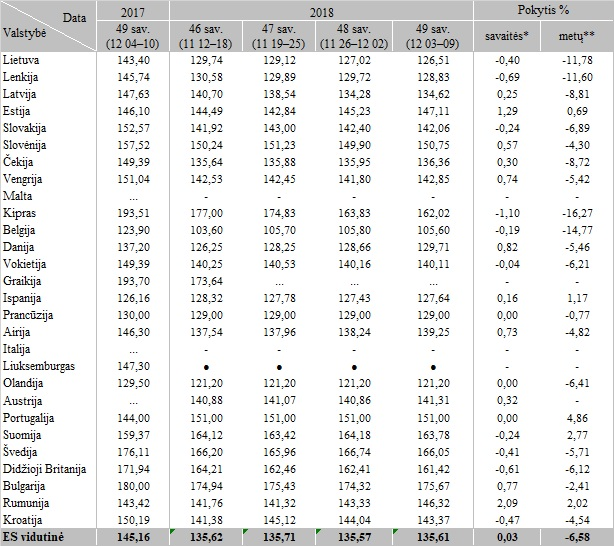 Data 2017 2018 Pokytis %
Valstybė 49 sav. (12 04–10) 46 sav. (11 12–18) 47 sav. (11 19–25) 48 sav. (11 26–12 02) 49 sav. (12 03–09) savaitės* metų**
Lietuva 143,40 129,74 129,12 127,02 126,51 -0,40 -11,78
Lenkija 145,74 130,58 129,89 129,72 128,83 -0,69 -11,60
Latvija 147,63 140,70 138,54 134,28 134,62 0,25 -8,81
Estija 146,10 144,49 142,84 145,23 147,11 1,29 0,69
Slovakija 152,57 141,92 143,00 142,40 142,06 -0,24 -6,89
Slovėnija 157,52 150,24 151,23 149,90 150,75 0,57 -4,30
Čekija 149,39 135,64 135,88 135,95 136,36 0,30 -8,72
Vengrija 151,04 142,53 142,45 141,80 142,85 0,74 -5,42
Malta ... - - - - - -
Kipras 193,51 177,00 174,83 163,83 162,02 -1,10 -16,27
Belgija 123,90 103,60 105,70 105,80 105,60 -0,19 -14,77
Danija 137,20 126,25 128,25 128,66 129,71 0,82 -5,46
Vokietija 149,39 140,25 140,53 140,16 140,11 -0,04 -6,21
Graikija 193,70 173,64 ... ... ... - -
Ispanija 126,16 128,32 127,78 127,43 127,64 0,16 1,17
Prancūzija 130,00 129,00 129,00 129,00 129,00 0,00 -0,77
Airija 146,30 137,54 137,96 138,24 139,25 0,73 -4,82
Italija ... - - - - - -
Liuksemburgas 147,30 ● ● ● ● - -
Olandija 129,50 121,20 121,20 121,20 121,20 0,00 -6,41
Austrija ... 140,88 141,07 140,86 141,31 0,32 -
Portugalija 144,00 151,00 151,00 151,00 151,00 0,00 4,86
Suomija 159,37 164,12 163,42 164,18 163,78 -0,24 2,77
Švedija 176,11 166,20 165,96 166,74 166,05 -0,41 -5,71
Didžioji Britanija 171,94 164,21 162,46 162,41 161,42 -0,61 -6,12
Bulgarija 180,00 174,94 175,43 174,32 175,67 0,77 -2,41
Rumunija 143,42 141,76 141,32 143,33 146,32 2,09 2,02
Kroatija 150,19 141,38 145,12 144,04 143,37 -0,47 -4,54
ES vidutinė 145,16 135,62 135,71 135,57 135,61 0,03 -6,58